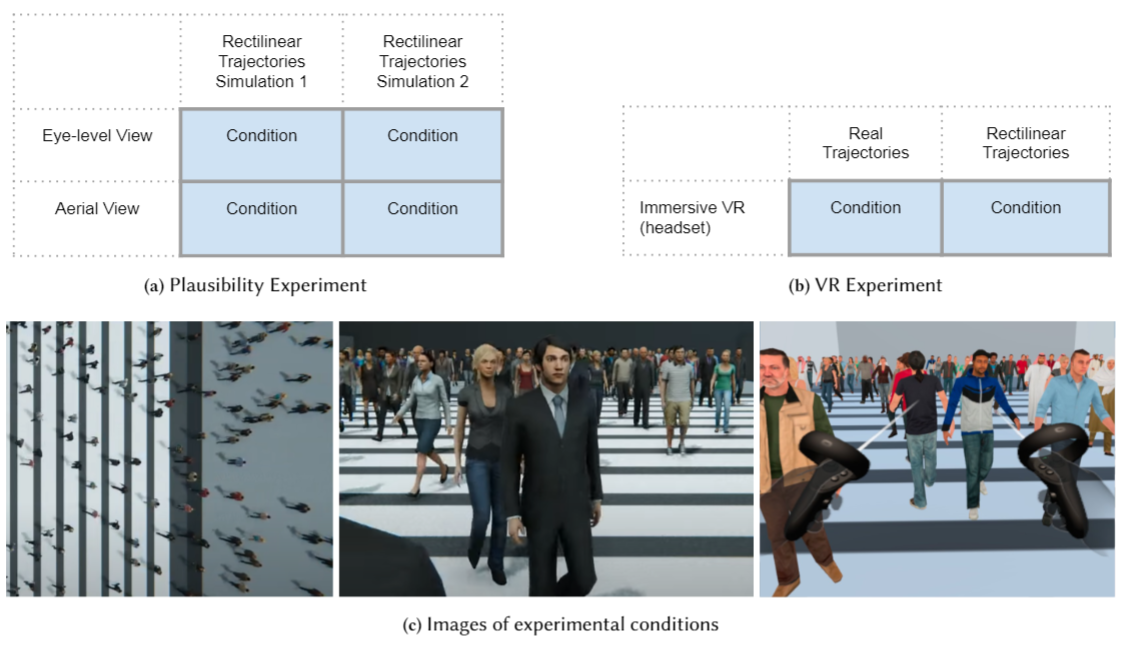 Rectilinear
Trajectories
Simulation 1
Rectilinear
Trajectories
Simulation 2
Eye-level View
Condition
Condition
Aerial View
Condition
Condition
(a) Plausibility Experiment
Real
Trajectories
Rectilinear
Trajectories
Immersive VR
(headset)
Condition
Condition
(b) VR Experiment
(c) Images of experimental conditions